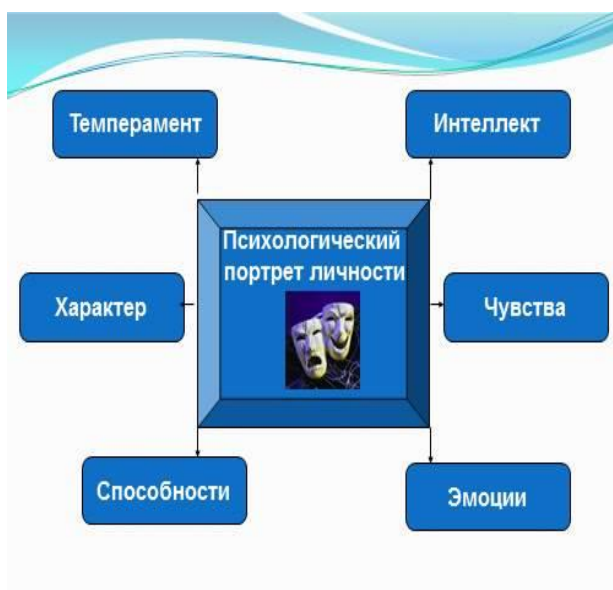 Темперамент
Интеллект
Психологический
портрет личности
Характер
Чувства
Способности
Эмоции